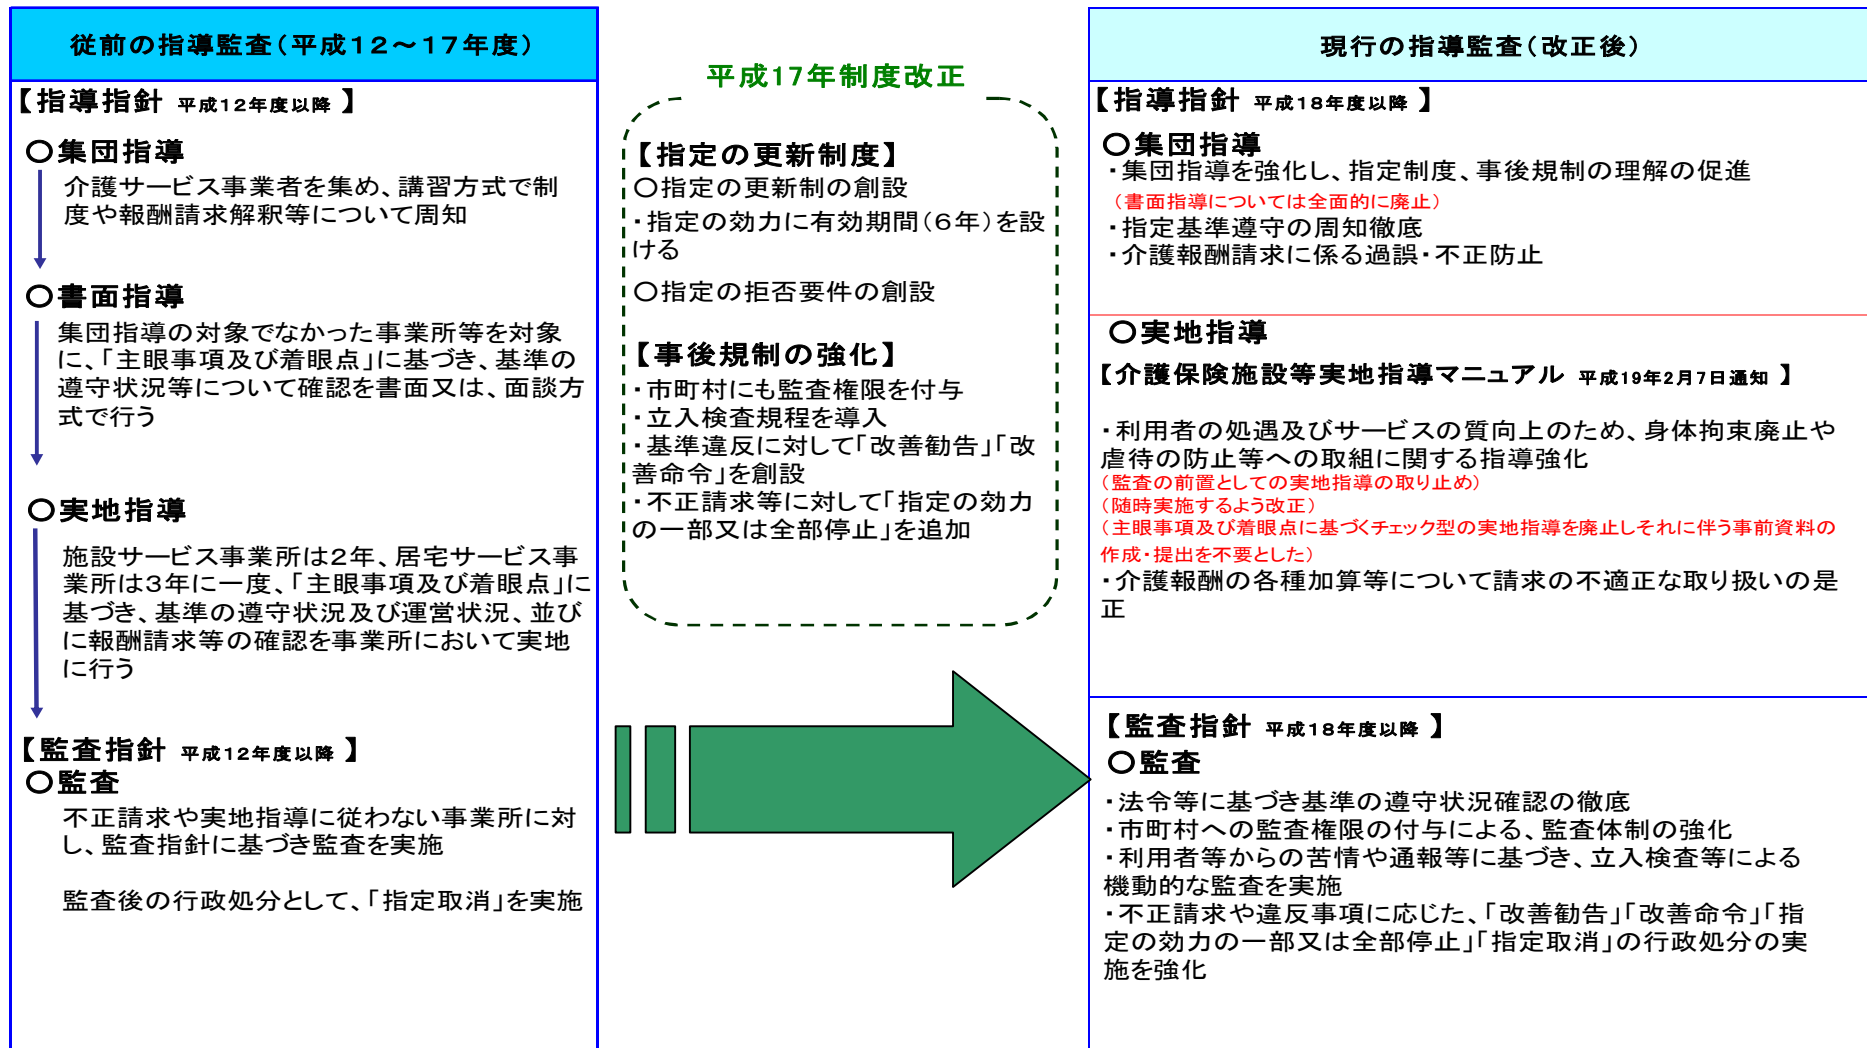 従前の指導監査（平成１２～１７年度）
【指導指針 平成１２年度以降 】
○集団指導
介護サービス事業者を集め、講習方式で制
度や報酬請求解釈等について周知
○書面指導
集団指導の対象でなかった事業所等を対象
に、「主眼事項及び着眼点」に基づき、基準の
遵守状況等について確認を書面又は、面談方
式で行う
○実地指導
施設サービス事業所は２年、居宅サービス事
業所は３年に一度、「主眼事項及び着眼点」に
基づき、基準の遵守状況及び運営状況、並び
に報酬請求等の確認を事業所において実地
に行う
【監査指針 平成１２年度以降 】
○監査
不正請求や実地指導に従わない事業所に対
し、監査指針に基づき監査を実施
監査後の行政処分として、「指定取消」を実施
平成17年制度改正
【指定の更新制度】
○指定の更新制の創設
・指定の効力に有効期間（６年）を設
ける
○指定の拒否要件の創設
【事後規制の強化】
・市町村にも監査権限を付与
・立入検査規程を導入
・基準違反に対して「改善勧告」「改
善命令」を創設
・不正請求等に対して「指定の効力
の一部又は全部停止」を追加
現行の指導監査（改正後）
【指導指針 平成１８年度以降 】
○集団指導
・集団指導を強化し、指定制度、事後規制の理解の促進
（書面指導については全面的に廃止）
・指定基準遵守の周知徹底
・介護報酬請求に係る過誤・不正防止
○実地指導
【介護保険施設等実地指導マニュアル 平成19年2月7日通知 】
・利用者の処遇及びサービスの質向上のため、身体拘束廃止や
虐待の防止等への取組に関する指導強化
（監査の前置としての実地指導の取り止め）
（随時実施するよう改正）
（主眼事項及び着眼点に基づくチェック型の実地指導を廃止しそれに伴う事前資料の
作成・提出を不要とした）
・介護報酬の各種加算等について請求の不適正な取り扱いの是
正
【監査指針 平成１８年度以降 】
○監査
・法令等に基づき基準の遵守状況確認の徹底
・市町村への監査権限の付与による、監査体制の強化
・利用者等からの苦情や通報等に基づき、立入検査等による
機動的な監査を実施
・不正請求や違反事項に応じた、「改善勧告」「改善命令」「指
定の効力の一部又は全部停止」「指定取消」の行政処分の実
施を強化